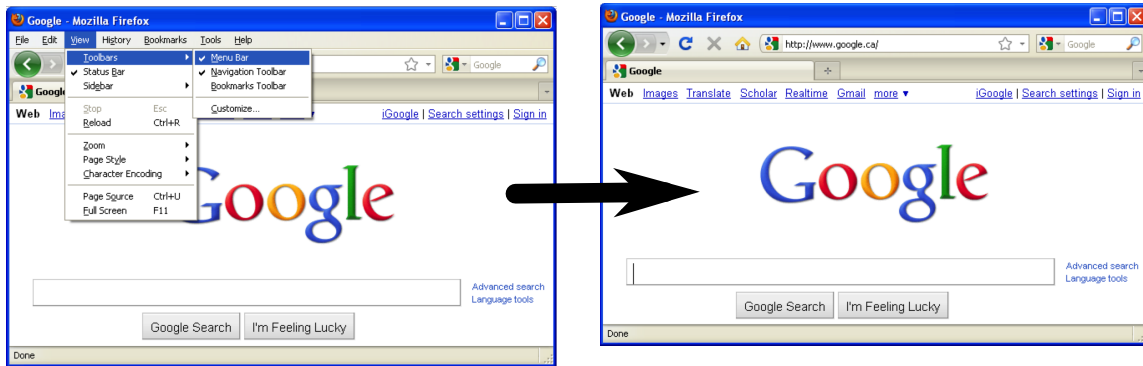 Google - Mozilla Firefox
File Edit View History Bookmarks Tools Help
Toolbars
Status Bar
Sidebar
Stop Esc
Reload Ctrl+R
Zoom
Page Style
Character Encoding
Page Source Ctrl+U
Full Screen F11
Menu Bar
Navigation Toolbar
Bookmarks Toolbar
Customize...
Google
Googl
Web Ima
iGoogle | Search settings | Sign in
Google
Advanced search
Language tools
Google Search I'm Feeling Lucky
Done
Google - Mozilla Firefox
http://www.google.ca/ Google
Google
Web Images Translate Scholar Realtime Gmail more ▼ iGoogle | Search settings | Sign in
Google
Advanced search
Language tools
Google Search I'm Feeling Lucky
Done